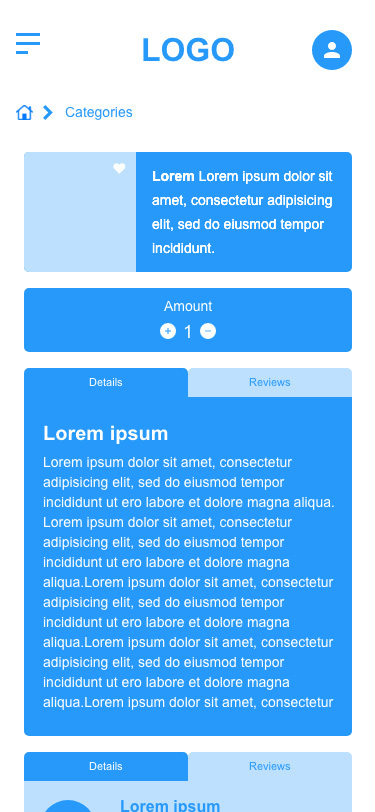 LOGO
Categories
Lorem Lorem ipsum dolor sit
amet, consectetur adipisicing
elit, sed do eiusmod tempor
incididunt.
Amount
1
Details
Reviews
Lorem ipsum
Lorem ipsum dolor sit amet, consectetur
adipisicing elit, sed do eiusmod tempor
incididunt ut ero labore et dolore magna aliqua.
Lorem ipsum dolor sit amet, consectetur
adipisicing elit, sed do eiusmod tempor
incididunt ut ero labore et dolore magna
aliqua.Lorem ipsum dolor sit amet, consectetur
adipisicing elit, sed do eiusmod tempor
incididunt ut ero labore et dolore magna
aliqua.Lorem ipsum dolor sit amet, consectetur
adipisicing elit, sed do eiusmod tempor
incididunt ut ero labore et dolore magna
aliqua.Lorem ipsum dolor sit amet, consectetur
Details
Reviews
Lorem ipsum